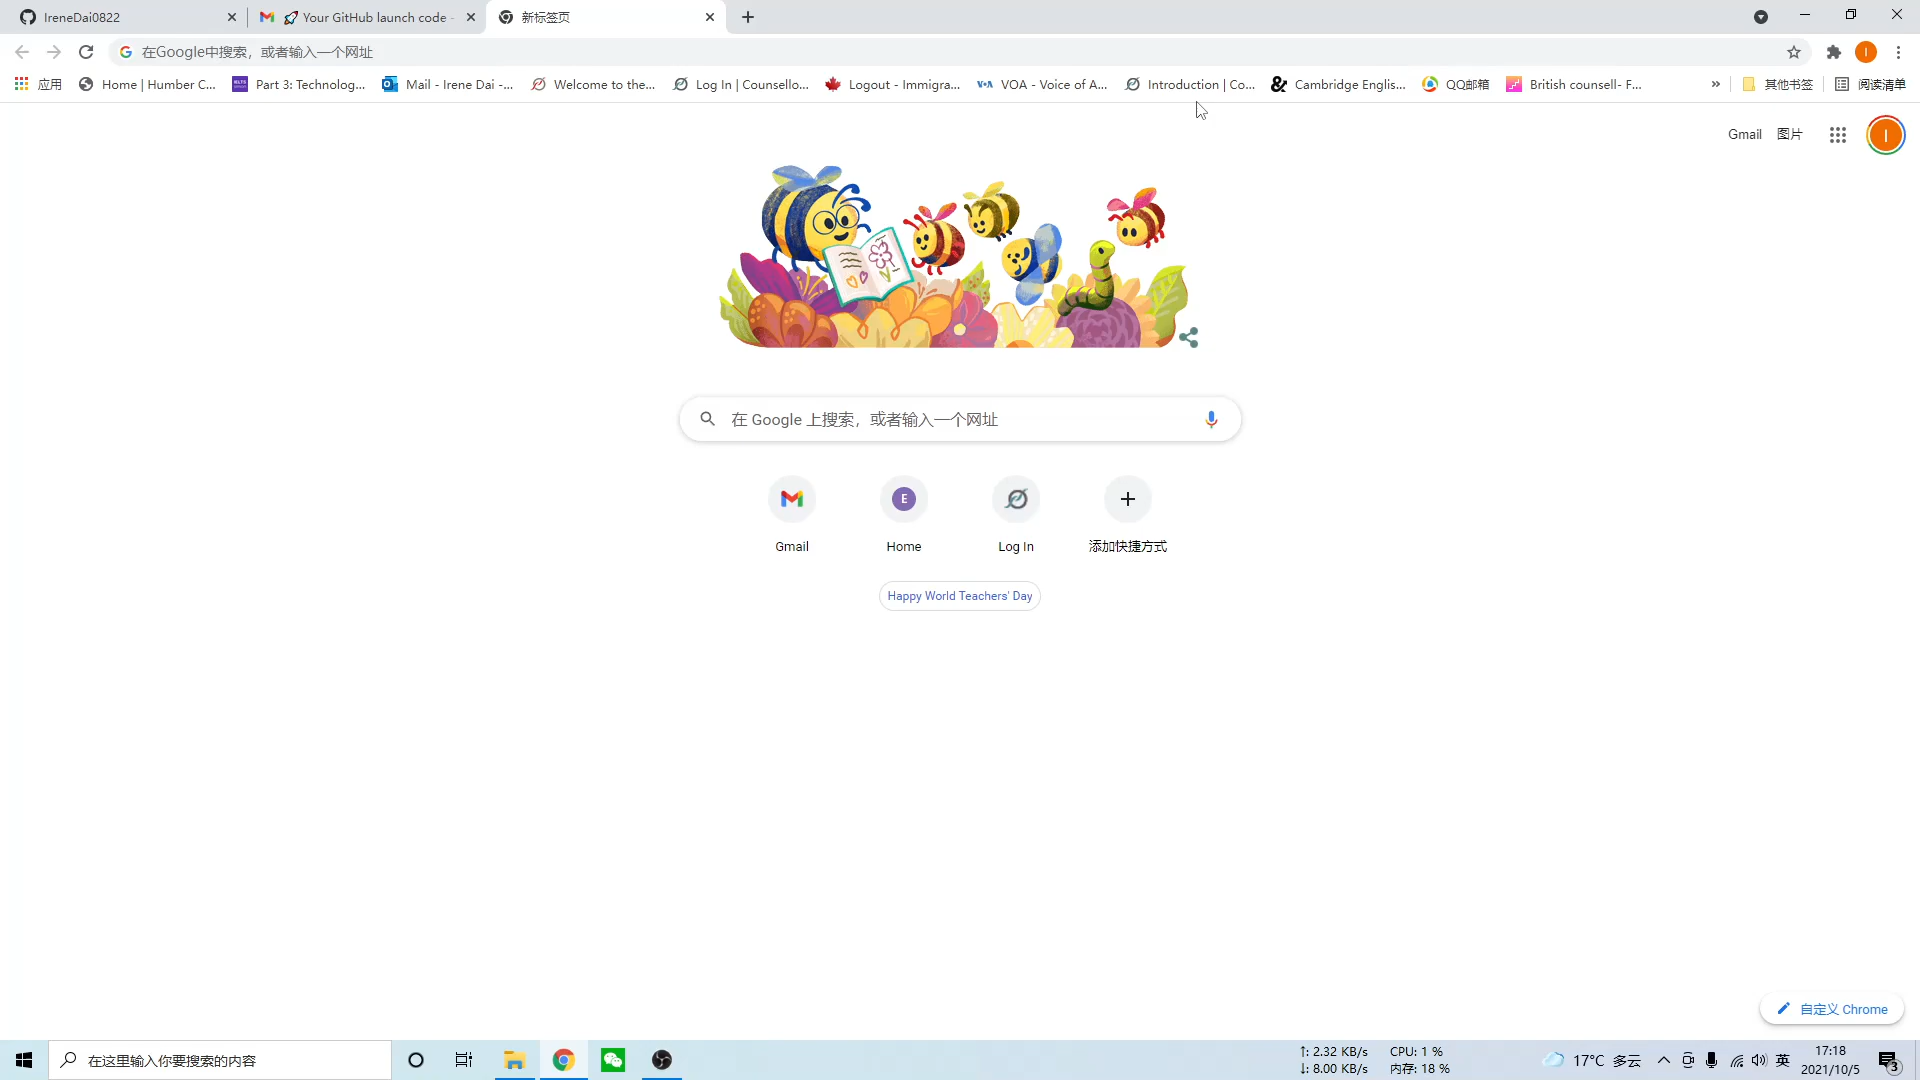 IreneDai0822
🚀 Your GitHub launch code -
新标签页
在Google中搜索，或者输入一个网址
应用
Home | Humber C...
Part 3: Technolog...
Mail - Irene Dai -...
Welcome to the...
Log In | Counsello...
Logout - Immigra...
VOA - Voice of A...
Introduction | Co...
Cambridge Englis...
QQ邮箱
British counsell- F...
»
其他书签
阅读清单
Gmail
图片
I
在 Google 上搜索，或者输入一个网址
E
Gmail
Home
Log In
添加快捷方式
Happy World Teachers' Day
自定义 Chrome
在这里输入你要搜索的内容
↑: 2.32 KB/s
↓: 8.00 KB/s
CPU: 1 %
内存: 18 %
17°C 多云
英
17:18
2021/10/5
3